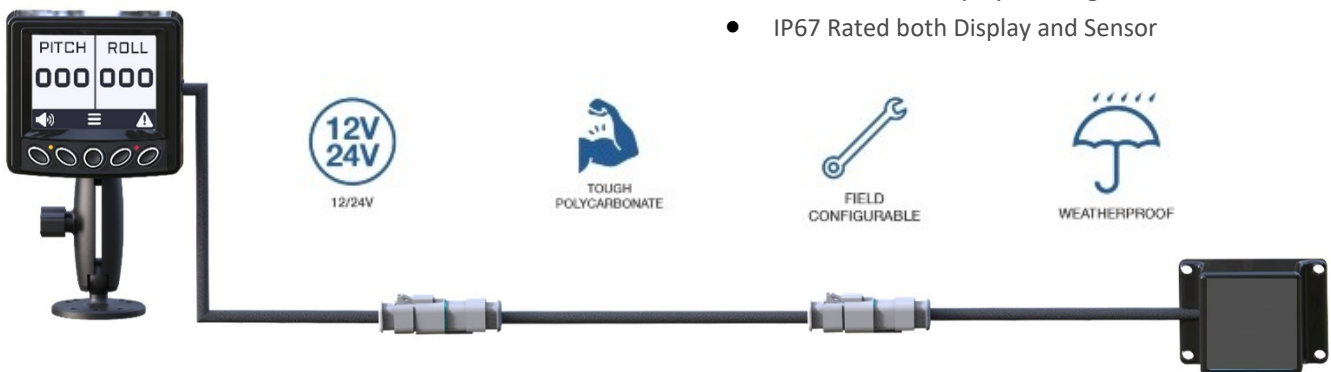 ● IP67 Rated both Display and Sensor
PITCH ROLL
000 000
12V
24V
12/24V
TOUGH
POLYCARBONATE
FIELD
CONFIGURABLE
WEATHERPROOF